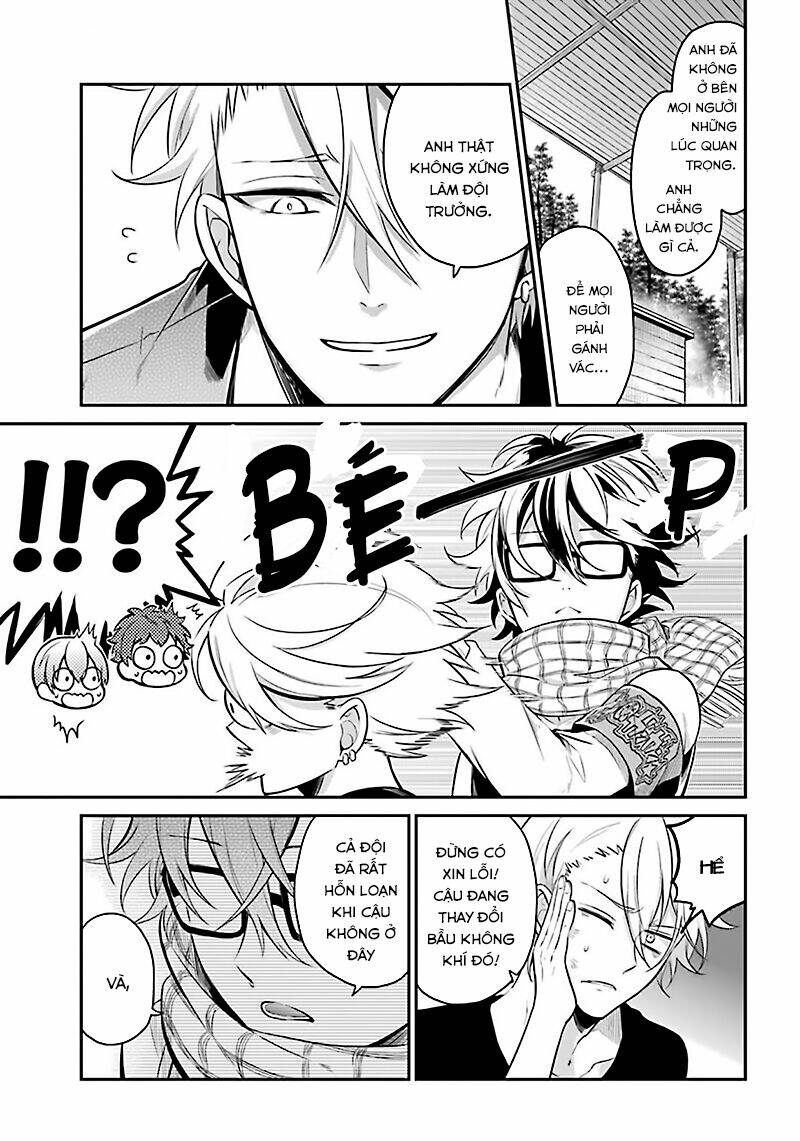 ANH ĐÃ
KHÔNG
Ở BÊN
MỌI NGƯỜI
NHỮNG
LÚC QUAN
TRỌNG.
ANH
CHẲNG
LÀM ĐƯỢC
GÌ CẢ.
ĐỂ MỌI
NGƯỜI
PHẢI
GÁNH
VÁC...
ANH THẬT
KHÔNG XỨNG
LÀM ĐỘI
TRƯỞNG.
BÉ-P
!!?
HỂ
ĐỪNG CÓ
XIN LỖI!
CẬU ĐANG
THAY ĐỔI
BẦU KHÔNG
KHÍ ĐÓ!
CẢ ĐỘI
ĐÃ RẤT
HỖN LOẠN
KHI CẬU
KHÔNG Ở
ĐÂY
VÀ,